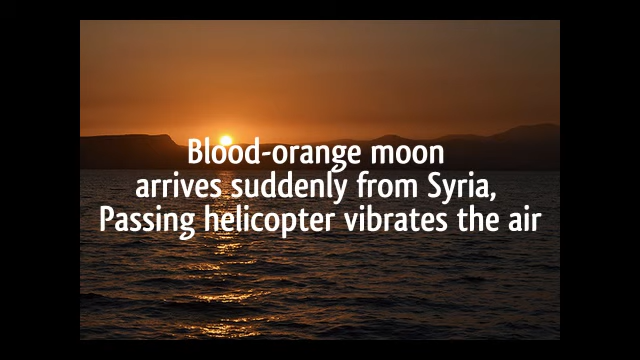 Blood-orange moon
arrives suddenly from Syria,
Passing helicopter vibrates the air